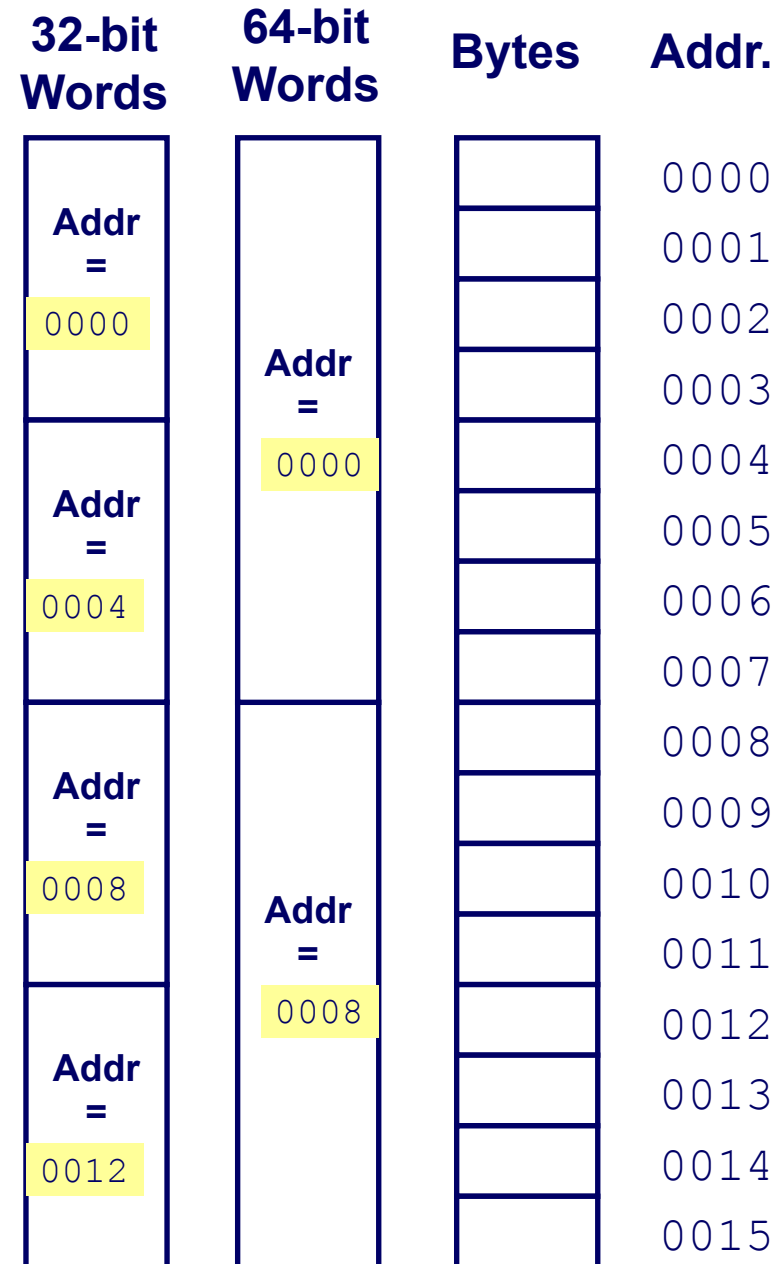 32-bit Words
64-bit Words
Bytes
Addr.
Addr
=
0000
Addr
=
0004
Addr
=
0008
Addr
=
0012
Addr
=
0000
Addr
=
0008
0000
0001
0002
0003
0004
0005
0006
0007
0008
0009
0010
0011
0012
0013
0014
0015